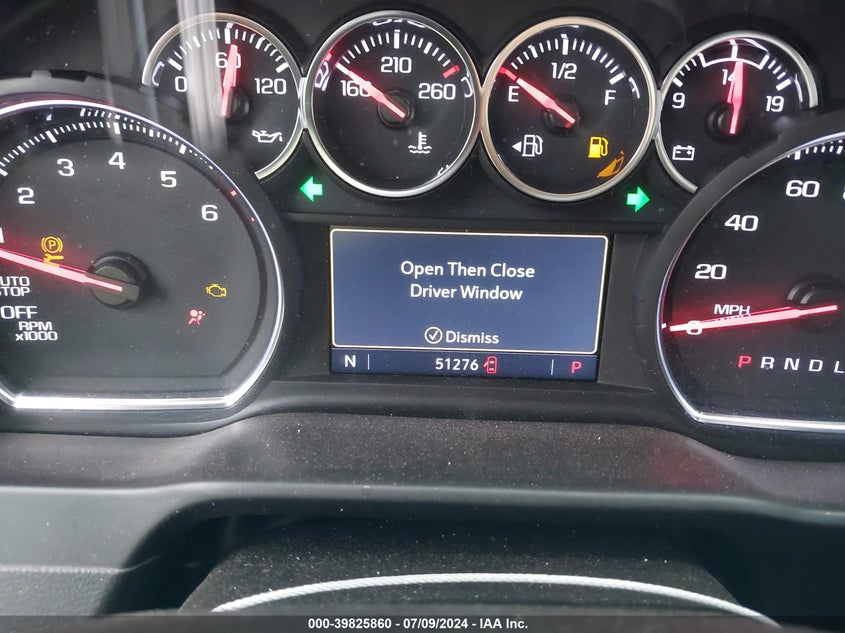 0 60 120
160 210 260
E 1/2 F
9 14 19
1 2 3 4 5 6
AUTO
STOP
OFF
RPM
x1000
Open Then Close
Driver Window
Dismiss
N 51276 P
0 20 40 60
MPH
P R N D L
000-39825860 - 07/09/2024 - IAA Inc.